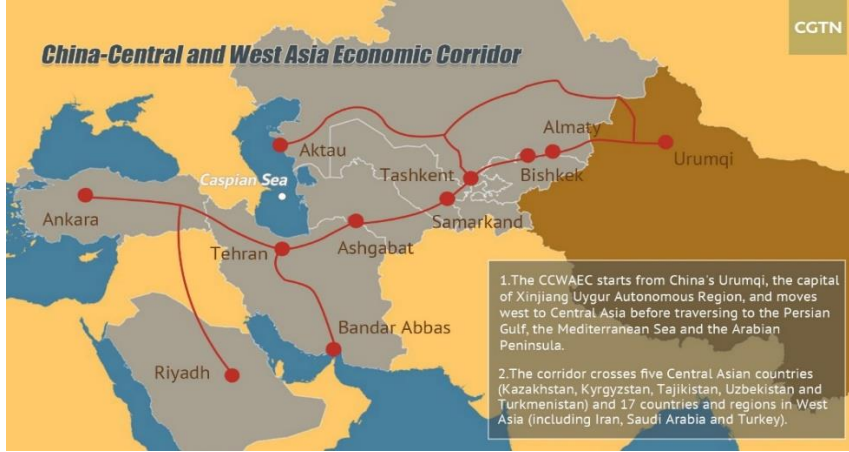 CGTN
China-Central and West Asia Economic Corridor
Almaty
Aktau
Urumqi
Tashkent
Bishkek
Caspian Sea
Ankara
Samarkand
Tehran
Ashgabat
1.The CCWAEC starts from China's Urumqi, the capital
of Xinjiang Uygur Autonomous Region, and moves
west to Central Asia before traversing to the Persian
Gulf, the Mediterranean Sea and the Arabian
Peninsula.
Bandar Abbas
Riyadh
2.The corridor crosses five Central Asian countries
(Kazakhstan, Kyrgyzstan, Tajikistan, Uzbekistan and
Turkmenistan) and 17 countries and regions in West
Asia (including Iran, Saudi Arabia and Turkey).